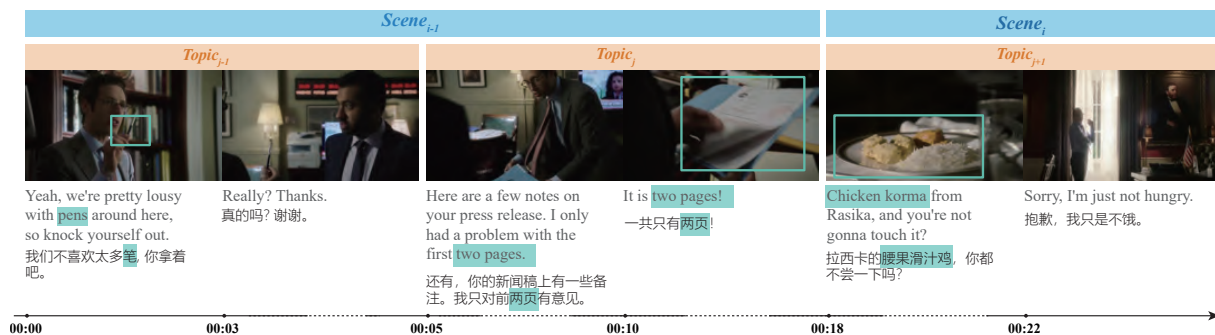 Scene i-1
Scene i
Topic j-1
Topic j
Topic j+1
Yeah, we're pretty lousy
with pens around here,
so knock yourself out.
我们不喜欢太多笔, 你拿着
吧。
Really? Thanks.
真的吗? 谢谢。
Here are a few notes on
your press release. I only
had a problem with the
first two pages.
还有，你的新闻稿上有一些备
注。我只对前两页有意见。
It is two pages!
一共只有两页！
Chicken korma from
Rasika, and you're not
gonna touch it?
拉西卡的腰果滑汁鸡，你都
不尝一下吗?
Sorry, I'm just not hungry.
抱歉，我只是不饿。
00:00 00:03 00:05 00:10 00:18 00:22